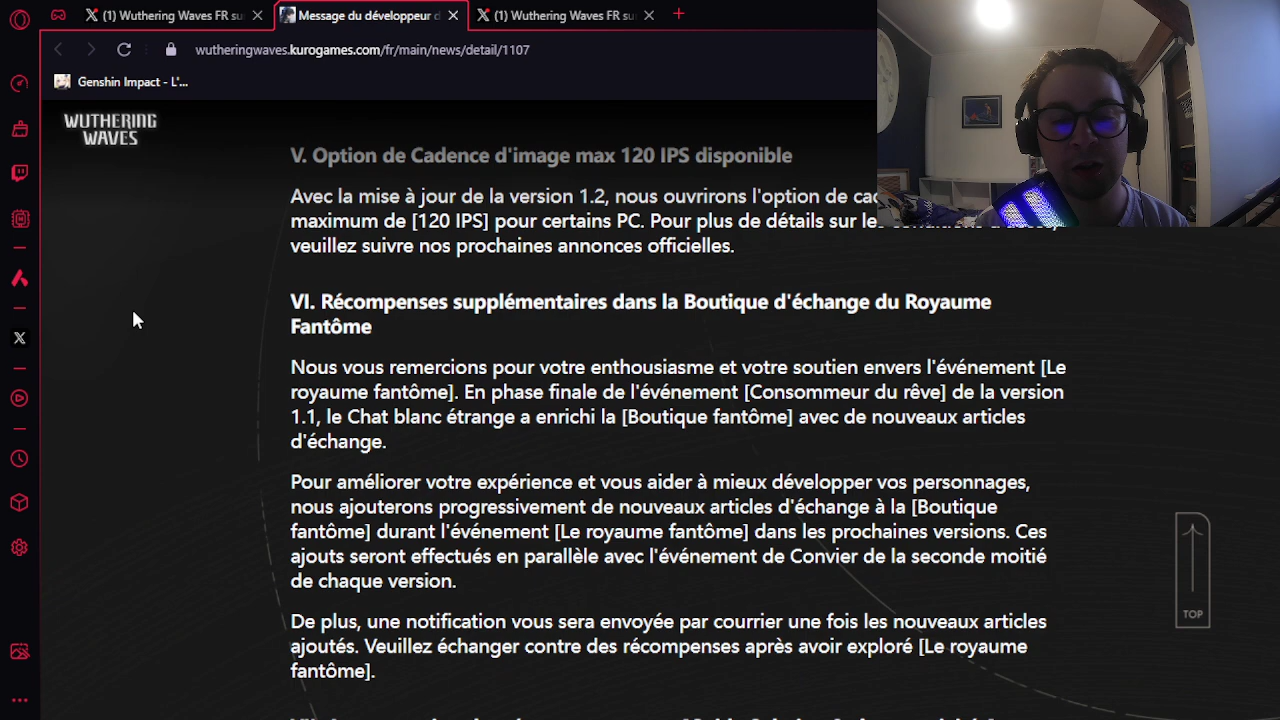 (1) Wuthering Waves FR su
Message du développeur d
(1) Wuthering Waves FR su
wutheringwaves.kurogames.com/fr/main/news/detail/1107
Genshin Impact - L'...
WUTHERING
WAVES
V. Option de Cadence d'image max 120 IPS disponible
Avec la mise à jour de la version 1.2, nous ouvrirons l'option de
maximum de [120 IPS] pour certains PC. Pour plus de détails sur
veuillez suivre nos prochaines annonces officielles.
VI. Récompenses supplémentaires dans la Boutique d'échange du Royaume
Fantôme
Nous vous remercions pour votre enthousiasme et votre soutien envers l'événement [Le
royaume fantôme]. En phase finale de l'événement [Consommeur du rêve] de la version
1.1, le Chat blanc étrange a enrichi la [Boutique fantôme] avec de nouveaux articles
d'échange.
Pour améliorer votre expérience et vous aider à mieux développer vos personnages,
nous ajouterons progressivement de nouveaux articles d'échange à la [Boutique
fantôme] durant l'événement [Le royaume fantôme] dans les prochaines versions. Ces
ajouts seront effectués en parallèle avec l'événement de Convier de la seconde moitié
de chaque version.
De plus, une notification vous sera envoyée par courrier une fois les nouveaux articles
ajoutés. Veuillez échanger contre des récompenses après avoir exploré [Le royaume
fantôme].
TOP